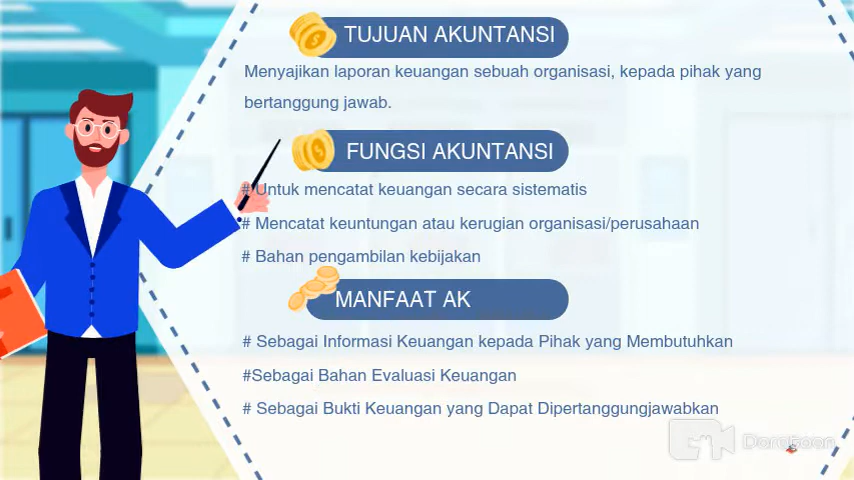 TUJUAN AKUNTANSI
Menyajikan laporan keuangan sebuah organisasi, kepada pihak yang
bertanggung jawab.
FUNGSI AKUNTANSI
# Untuk mencatat keuangan secara sistematis
# Mencatat keuntungan atau kerugian organisasi/perusahaan
# Bahan pengambilan kebijakan
MANFAAT AK
# Sebagai Informasi Keuangan kepada Pihak yang Membutuhkan
#Sebagai Bahan Evaluasi Keuangan
# Sebagai Bukti Keuangan yang Dapat Dipertanggungjawabkan